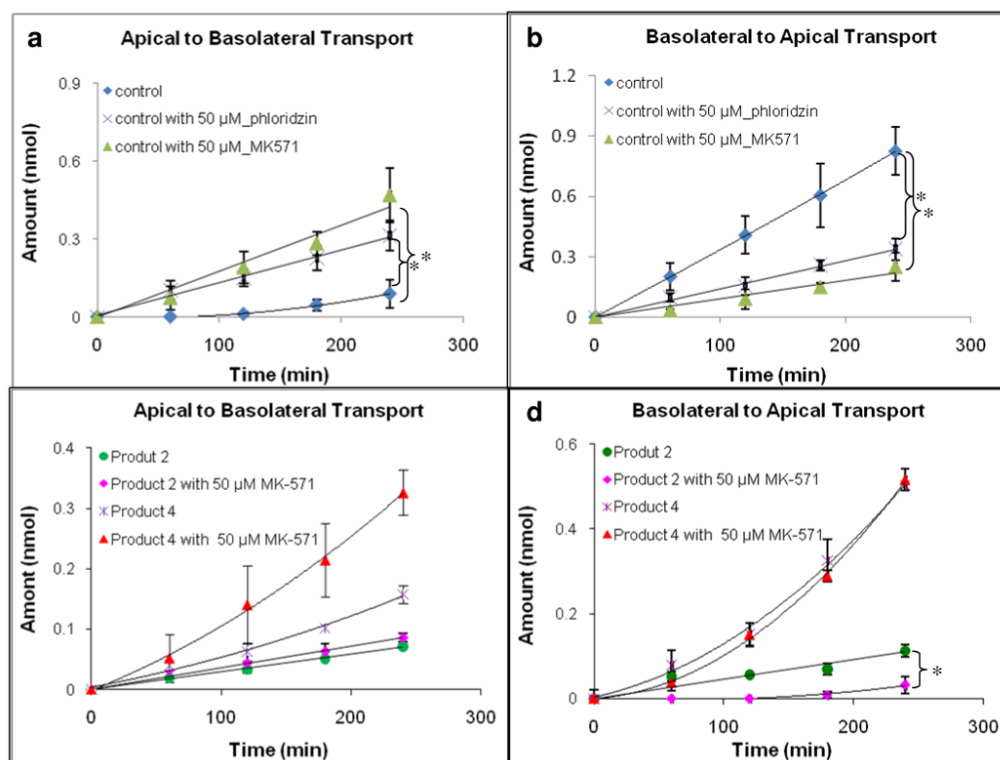 a
Apical to Basolateral Transport
Amount (nmol)
0.9
0.6
0.3
0
control
control with 50 µM_phloridzin
control with 50 µM_MK571
*
*
0 100 200 300
Time (min)
b
Basolateral to Apical Transport
Amount (nmol)
1.2
0.9
0.6
0.3
0
control
control with 50 µM_phloridzin
control with 50 µM_MK571
*
*
0 100 200 300
Time (min)
Apical to Basolateral Transport
Amont (nmol)
0.4
0.3
0.2
0.1
0
Produt 2
Product 2 with 50 µM MK-571
Product 4
Product 4 with 50 µM MK-571
0 100 200 300
Time (min)
d
Basolateral to Apical Transport
Amount (nmol)
0.6
0.4
0.2
0
Produt 2
Product 2 with 50 µM MK-571
Product 4
Product 4 with 50 µM MK-571
*
0 100 200 300
Time (min)